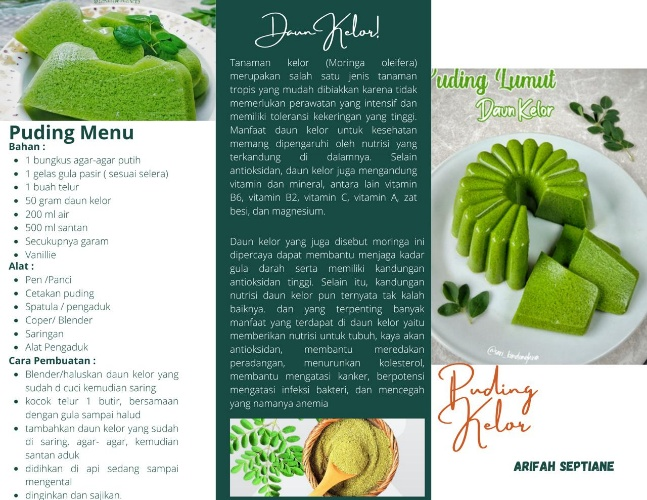 Puding Menu
Bahan :
1 bungkus agar-agar putih
1 gelas gula pasir ( sesuai selera)
1 buah telur
50 gram daun kelor
200 ml air
500 ml santan
Secukupnya garam
Vanillie
Alat :
Pen /Panci
Cetakan puding
Spatula / pengaduk
Coper/ Blender
Saringan
Alat Pengaduk
Cara Pembuatan :
Blender/haluskan daun kelor yang
sudah d cuci kemudian saring
kocok telur 1 butir, bersamaan
dengan gula sampai halud
tambahkan daun kelor yang sudah
di saring. agar- agar, kemudian
santan aduk
didihkan di api sedang sampai
mengental
dinginkan dan sajikan.
Daun Kelor!
Tanaman kelor (Moringa oleifera)
merupakan salah satu jenis tanaman
tropis yang mudah dibiakkan karena tidak
memerlukan perawatan yang intensif dan
memiliki toleransi kekeringan yang tinggi.
Manfaat daun kelor untuk kesehatan
memang dipengaruhi oleh nutrisi yang
terkandung di dalamnya. Selain
antioksidan, daun kelor juga mengandung
vitamin dan mineral, antara lain vitamin
B6, vitamin B2, vitamin C, vitamin A, zat
besi, dan magnesium.
Daun kelor yang juga disebut moringa ini
dipercaya dapat membantu menjaga kadar
gula darah serta memiliki kandungan
antioksidan tinggi. Selain itu, kandungan
nutrisi daun kelor pun ternyata tak kalah
baiknya. dan yang terpenting banyak
manfaat yang terdapat di daun kelor yaitu
memberikan nutrisi untuk tubuh, kaya akan
antioksidan, membantu meredakan
peradangan, menurunkan kolesterol,
membantu mengatasi kanker, berpotensi
mengatasi infeksi bakteri, dan mencegah
yang namanya anemia
uding Lumut
Daun Kelor
Puding
Kelor
ARIFAH SEPTIANE